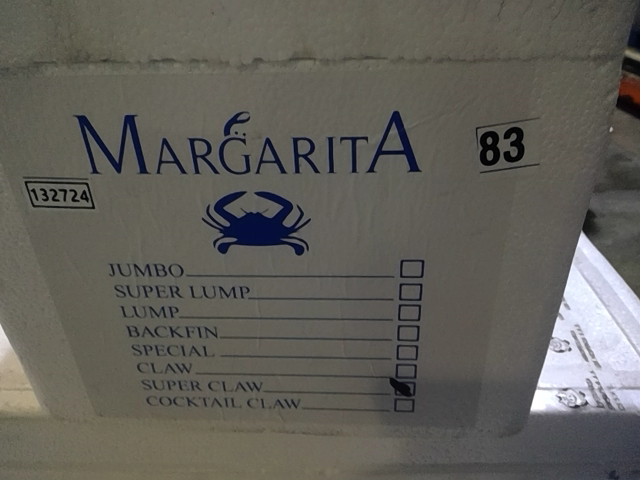 MARGARITA
83
132724
JUMBO
SUPER LUMP
LUMP
BACKFIN
SPECIAL
CLAW
SUPER CLAW
COCKTAIL CLAW